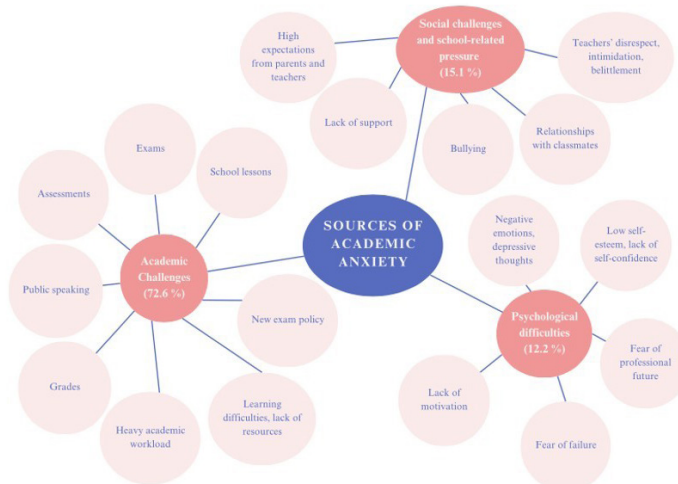 Social challenges
and school-related
pressure
(15.1 %)
High
expectations
from parents and
teachers
Teachers' disrespect,
intimidation,
belittlement
Lack of support
Bullying
Relationships
with classmates
Exams
School lessons
Assessments
SOURCES OF
ACADEMIC
ANXIETY
Academic
Challenges
(72.6 %)
Public speaking
New exam policy
Grades
Heavy academic
workload
Learning
difficulties, lack of
resources
Negative
emotions,
depressive
thoughts
Low self-
esteem, lack of
self-confidence
Psychological
difficulties
(12.2 %)
Fear of
professional
future
Lack of
motivation
Fear of failure